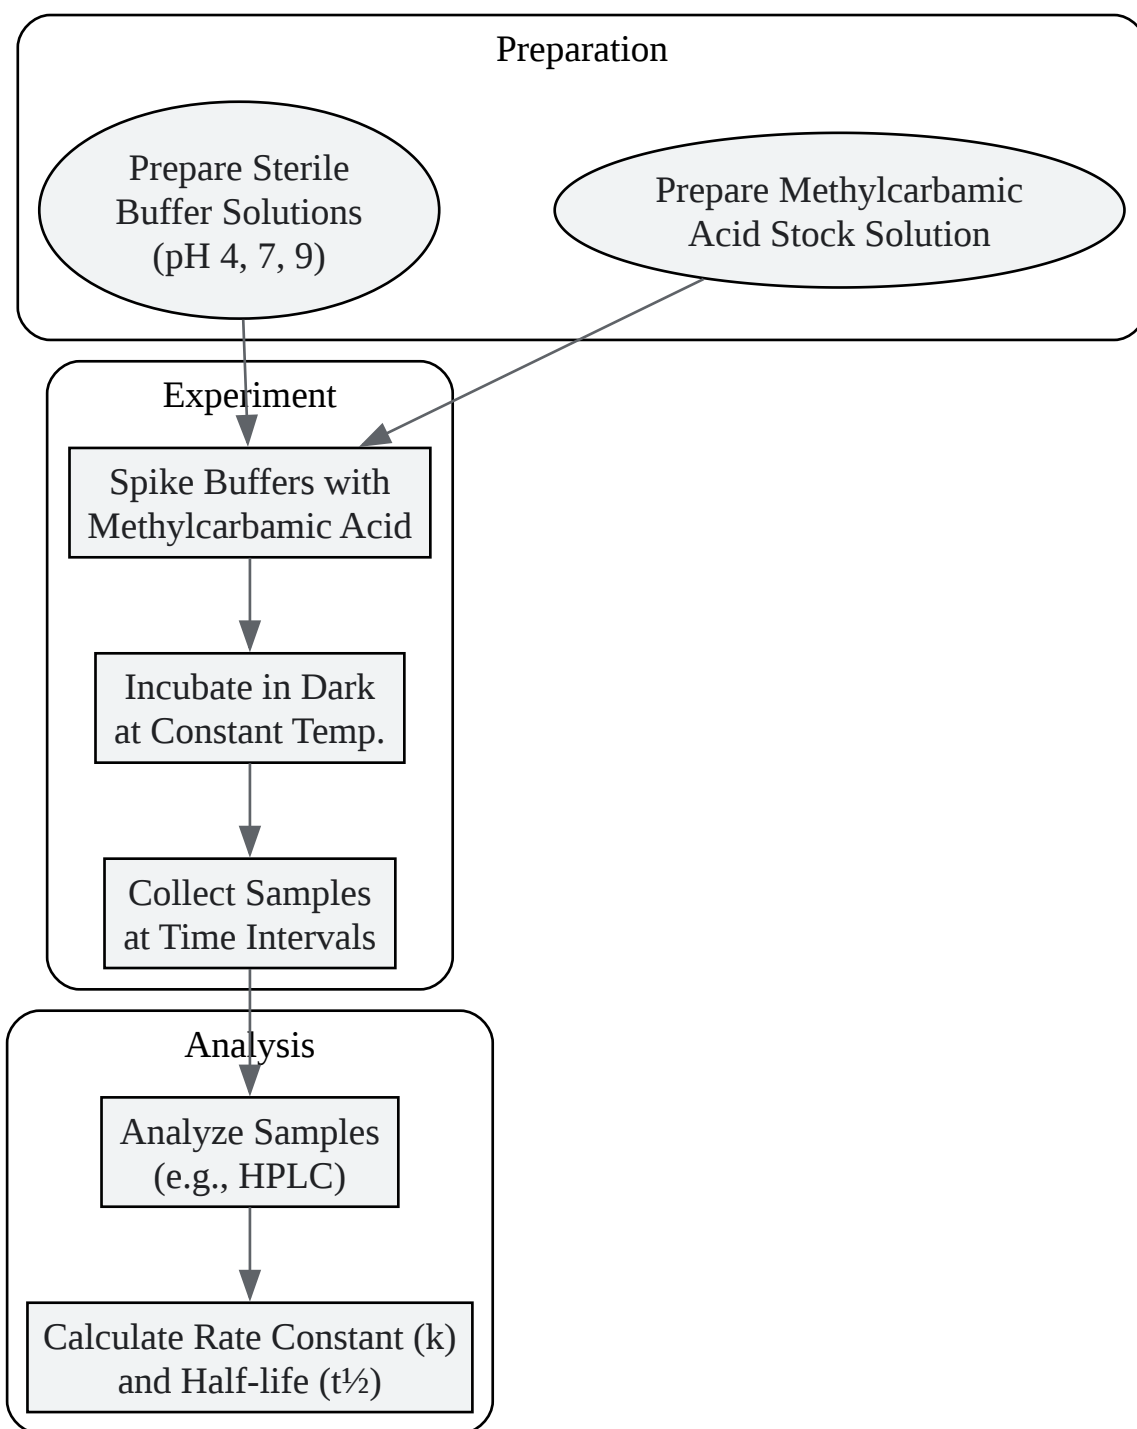 Preparation
Prepare Sterile
Buffer Solutions
(pH 4, 7, 9)
Prepare Methylcarbamic
Acid Stock Solution
Experiment
Spike Buffers with
Methylcarbamic Acid
Incubate in Dark
at Constant Temp.
Collect Samples
at Time Intervals
Analysis
Analyze Samples
(e.g., HPLC)
Calculate Rate Constant (k)
and Half-life (t½)